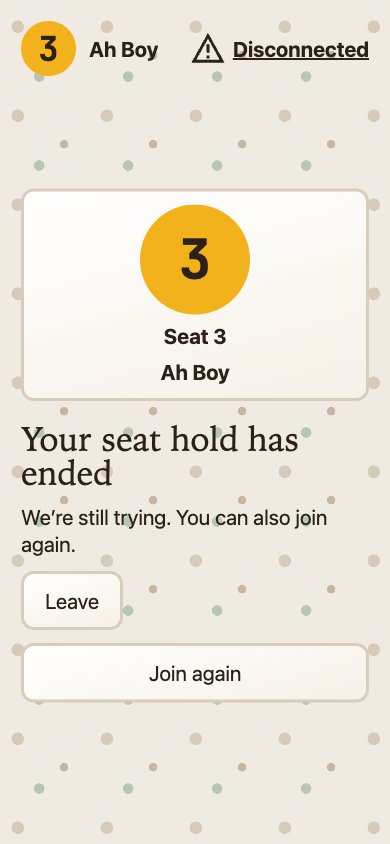 3 Ah Boy Disconnected
3
Seat 3
Ah Boy
Your seat hold has
ended
We’re still trying. You can also join
again.
Leave
Join again